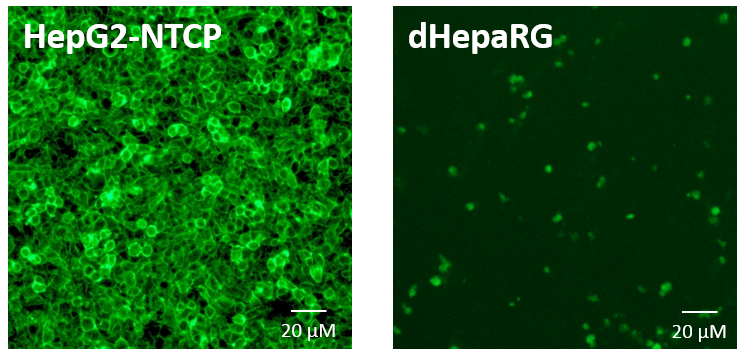 HepG2-NTCP
dHepaRG
20 µM
20 µM